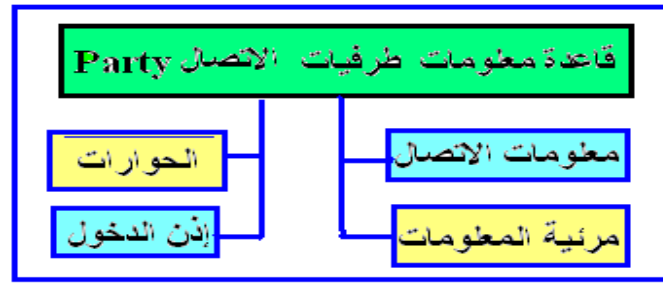 قاعدة معلومات طرفيات الاتصال Party
معلومات الاتصال
الحوارات
مرئية المعلومات
إذن الدخول